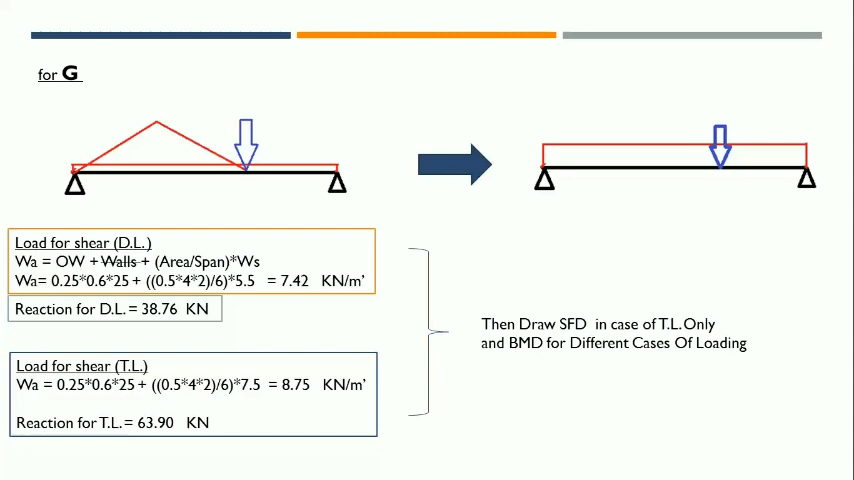 for G
Load for shear (D.L.)
Wa = OW + Walls + (Area/Span)*Ws
Wa= 0.25*0.6*25 + ((0.5*4*2)/6)*5.5 = 7.42 KN/m'
Reaction for D.L. = 38.76 KN
Then Draw SFD in case of T.L. Only
and BMD for Different Cases Of Loading
Load for shear (T.L.)
Wa = 0.25*0.6*25 + ((0.5*4*2)/6)*7.5 = 8.75 KN/m'
Reaction for T.L. = 63.90 KN